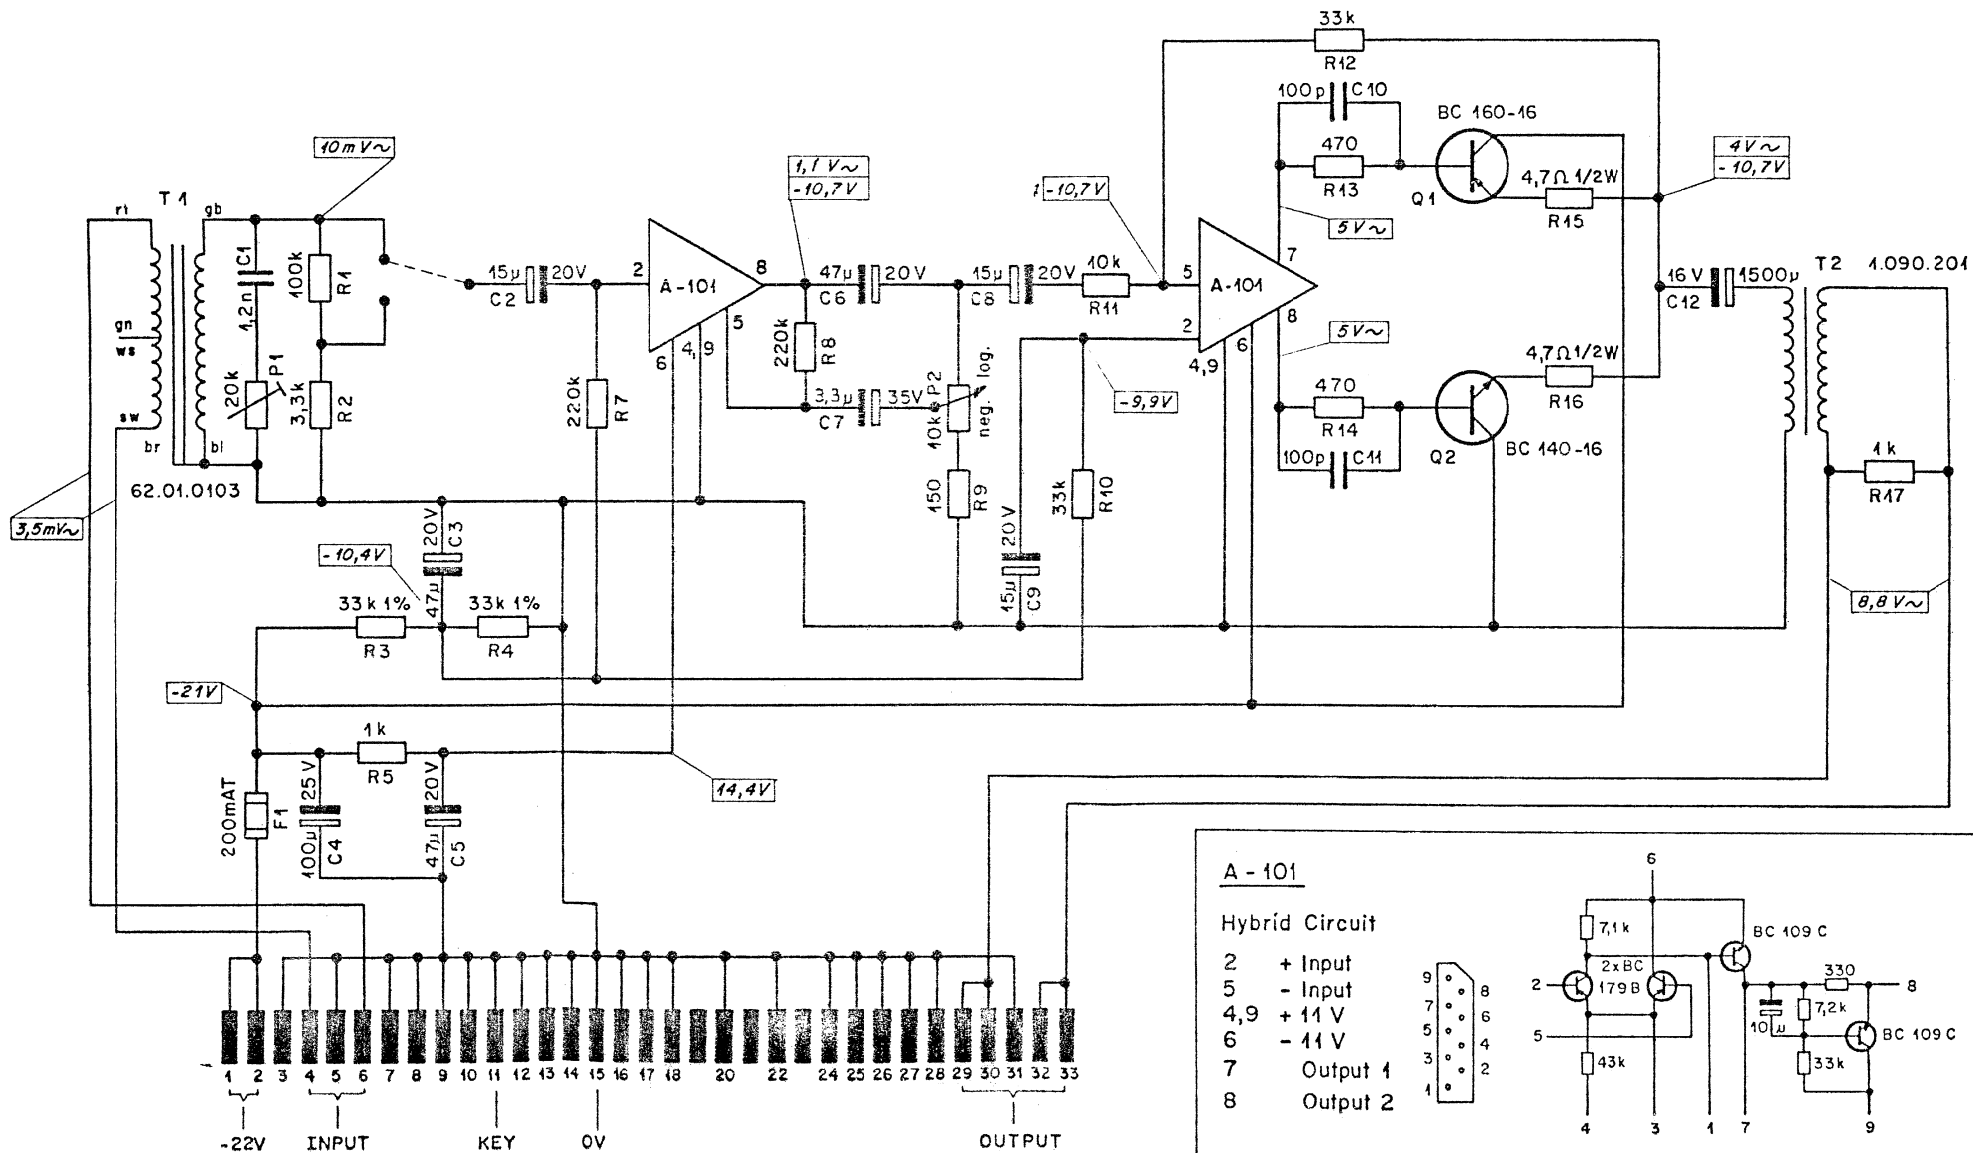 33k
R12
100p C10
BC 160-16
470
R13
Q1
4,7Ω 1/2W
R15
4V~
-10,7V
10mV~
1,1V~
-10,7V
-10,7V
5V~
T1
rt
gb
gn
ws
sw
br
bl
62.01.0103
C1
1,2n
100k
R1
20k
P1
3,3k
R2
15µ 20V
C2
2
A-101
8
5
6
4,9
47µ 20V
C6
15µ 20V
C8
10k
R11
220k
R8
220k
R7
3,3µ 35V
C7
10k P2
neg. log.
150
R9
33k
R10
-9,9V
5
A-101
2
4,9
6
7
8
5V~
16V 1500µ
C12
T2 1.090.201
4,7Ω 1/2W
R16
470
R14
100p C11
Q2
BC 140-16
1k
R17
8,8V~
3,5mV~
-10,4V
20V
47µ
C3
33k 1%
R3
33k 1%
R4
20V
15µ
C9
-21V
1k
R5
14,4V
200mAT
F1
25V
100µ
C4
20V
47µ
C5
1 2 3 4 5 6 7 8 9 10 11 12 13 14 15 16 17 18 20 22 24 25 26 27 28 29 30 31 32 33
-22V INPUT KEY 0V OUTPUT
A-101
Hybrid Circuit
2 + Input
5 - Input
4,9 + 11 V
6 - 11 V
7 Output 1
8 Output 2
9
8
7
6
5
4
3
2
1
6
7,1k
BC 109 C
2
2xBC
179B
330
8
7,2k
10µ
BC 109 C
5
43k
33k
4 3 1 7 9